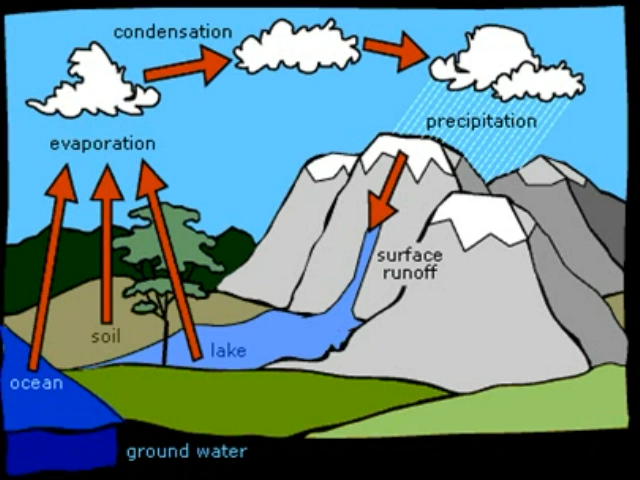 condensation
precipitation
evaporation
surface
runoff
soil
lake
ocean
ground water